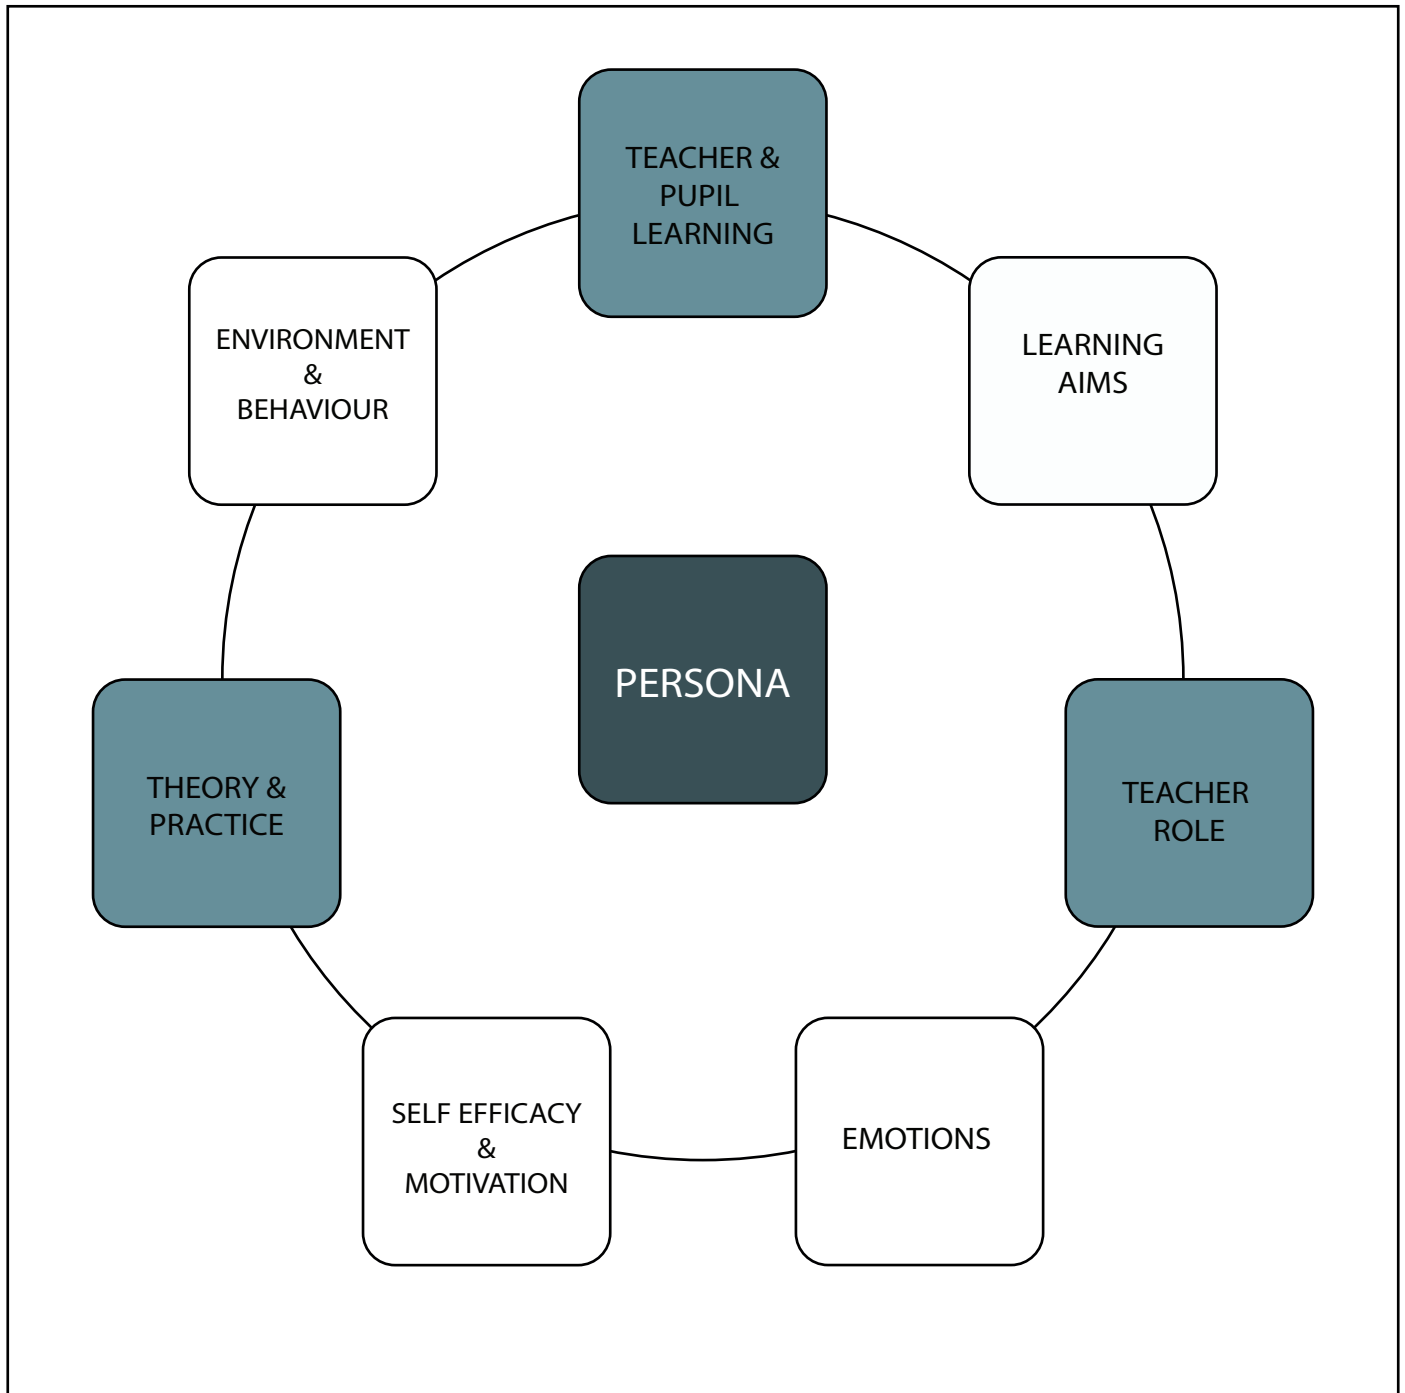 TEACHER &
PUPIL
LEARNING
ENVIRONMENT
&
BEHAVIOUR
LEARNING
AIMS
PERSONA
THEORY &
PRACTICE
TEACHER
ROLE
SELF EFFICACY
&
MOTIVATION
EMOTIONS